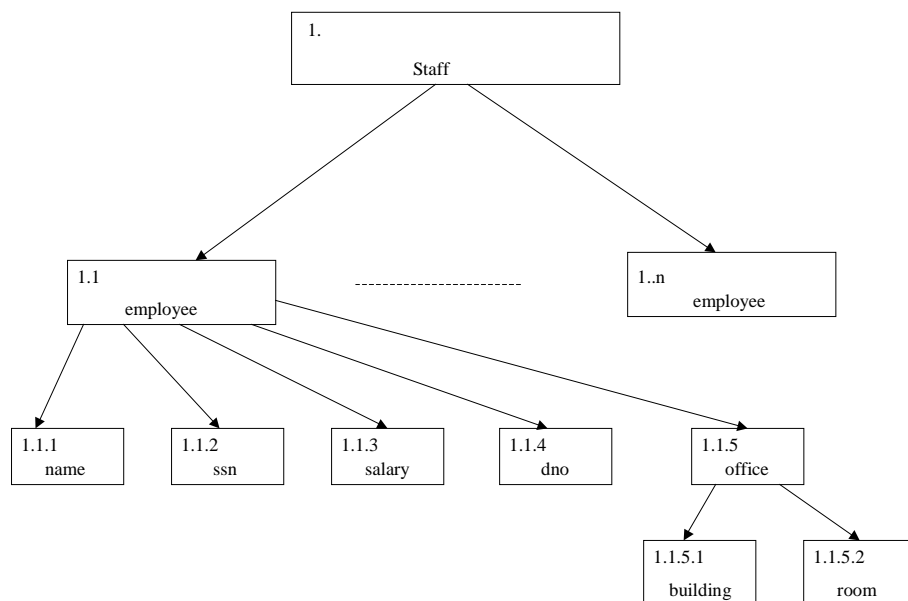 1.
Staff
1.1
employee
1..n
employee
1.1.1
name
1.1.2
ssn
1.1.3
salary
1.1.4
dno
1.1.5
office
1.1.5.1
building
1.1.5.2
room